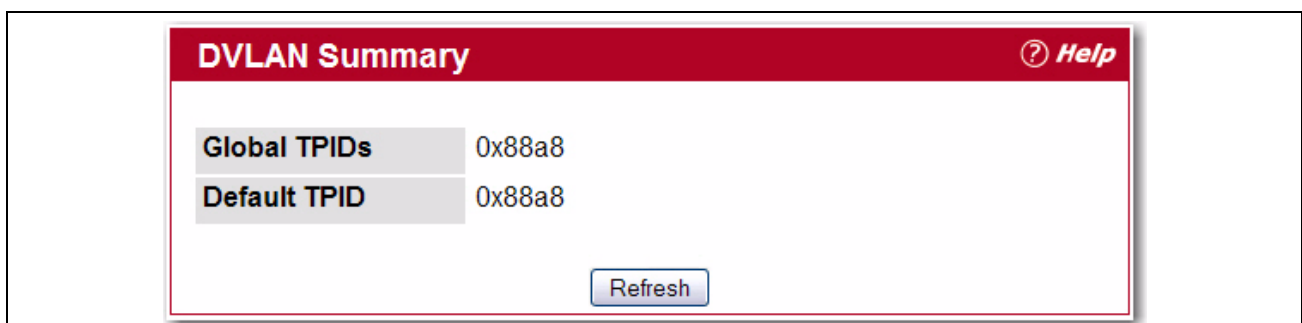 DVLAN Summary ? Help
Global TPIDs 0x88a8
Default TPID 0x88a8
Refresh